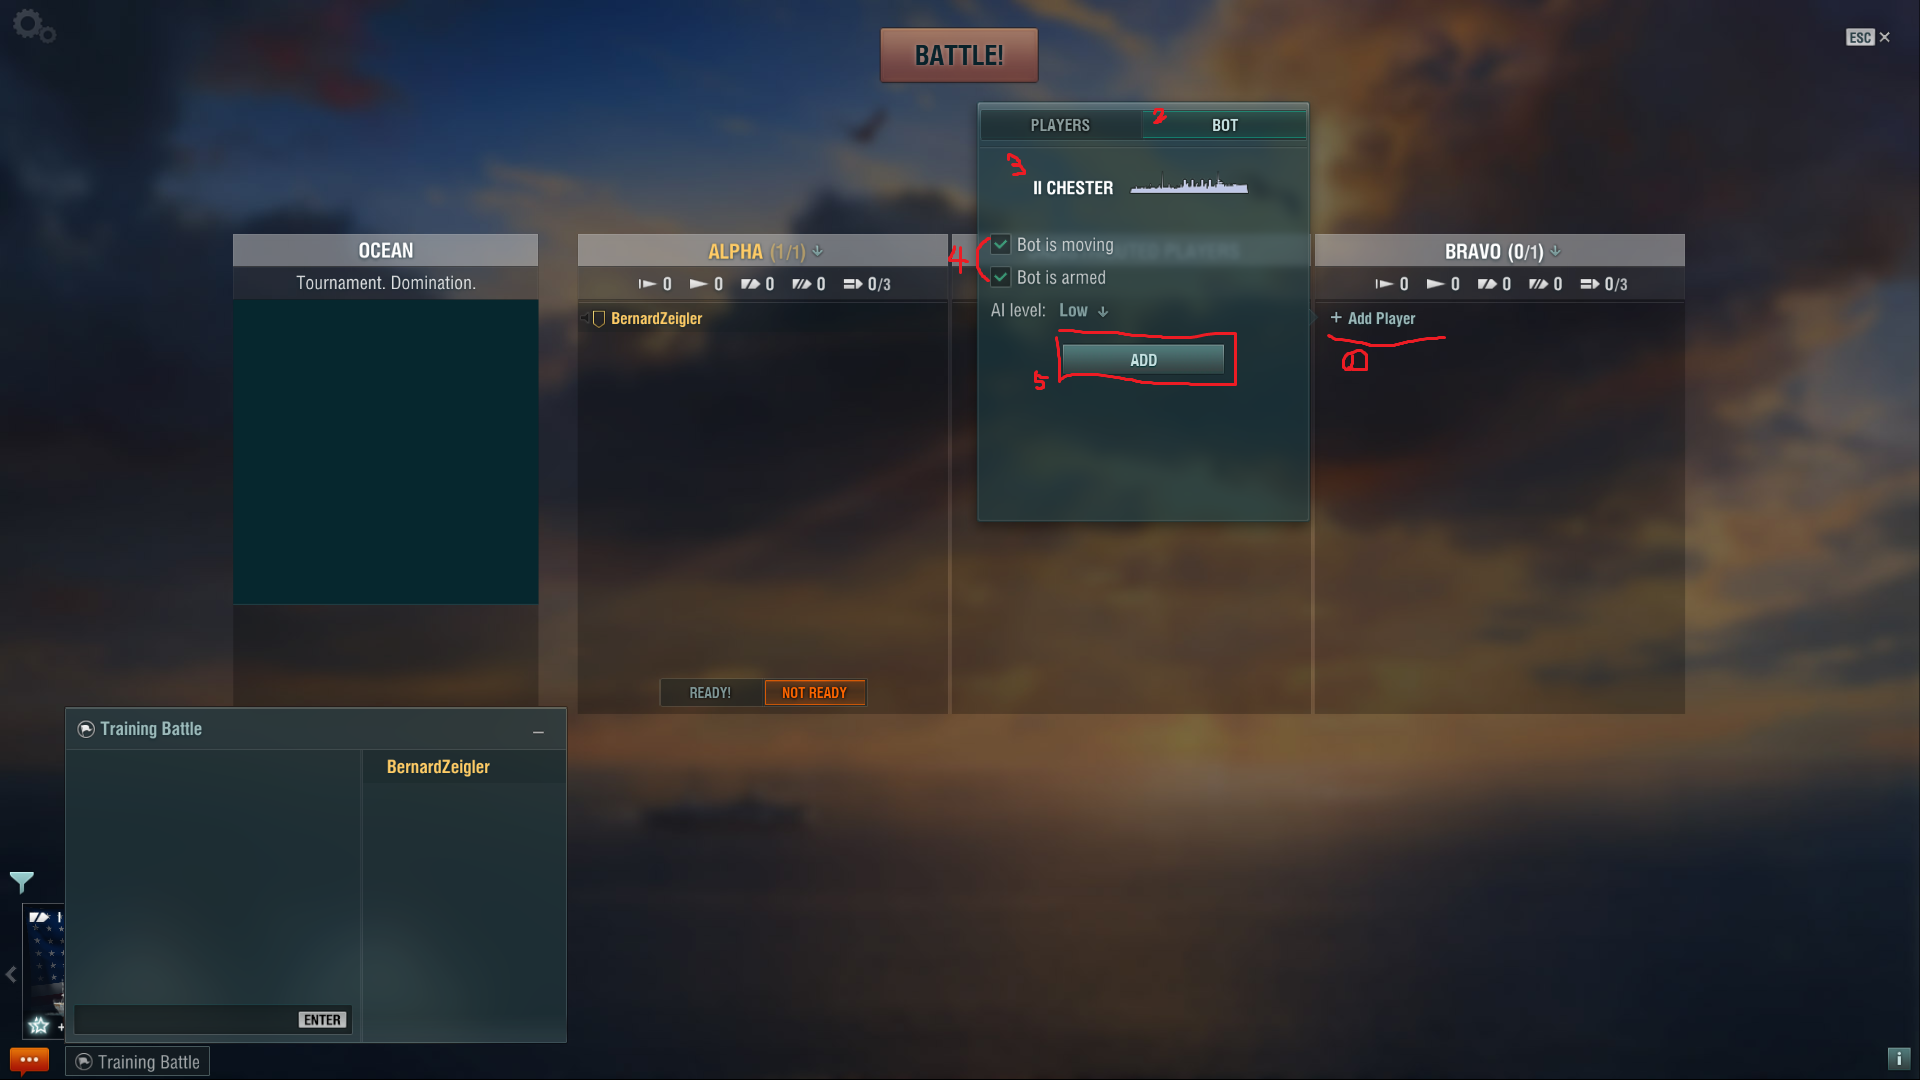 BATTLE!
ESC
PLAYERS
2
BOT
3
II CHESTER
OCEAN
Tournament. Domination.
ALPHA (1/1)
0 0 0 0 0/3
BernardZeigler
4
Bot is moving
Bot is armed
AI level: Low
ADD
5
BRAVO (0/1)
0 0 0 0 0/3
+ Add Player
1
READY!
NOT READY
Training Battle
BernardZeigler
ENTER
Training Battle